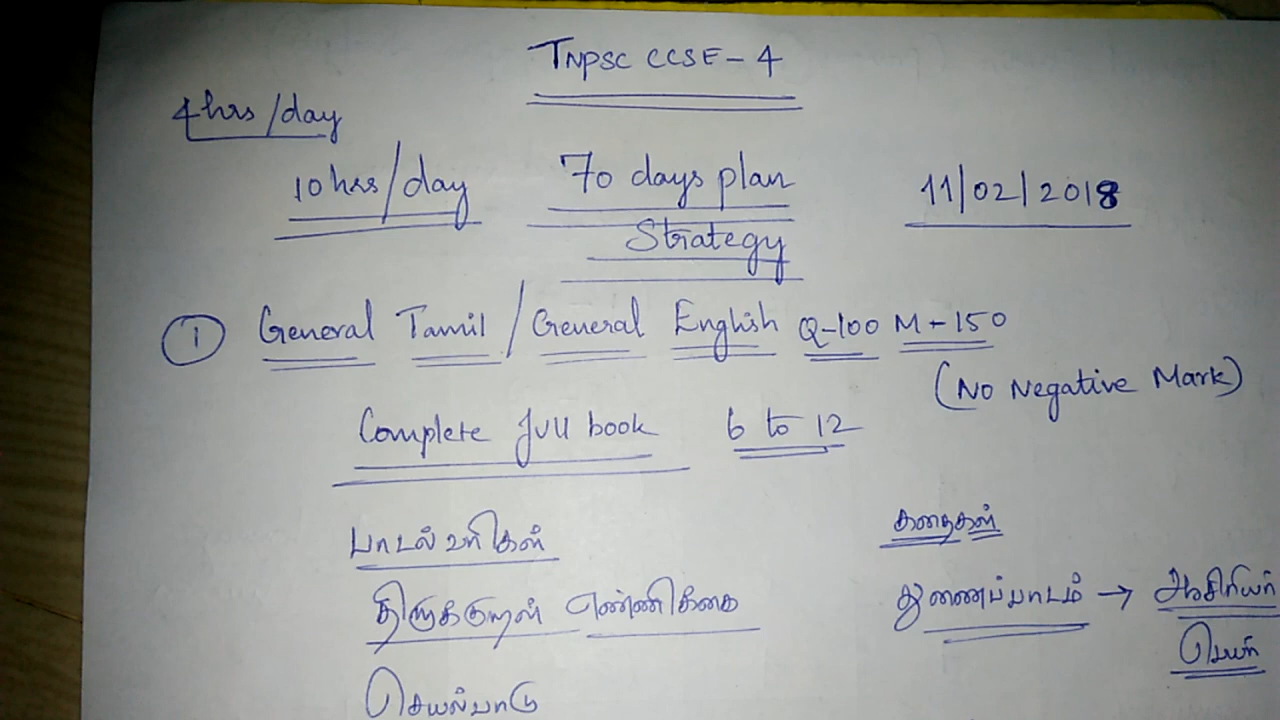 TNPSC CCSE - 4
4hrs/day
10hrs/day 70 days plan 11/02/2018
Strategy
① General Tamil / General English Q-100 M-150
(No Negative Mark)
Complete full book 6 to 12
பாடல் வரிகள் கதைகள்
திருக்குறள் எண்ணிக்கை துணைப்பாடம் → ஆசிரியர்
பெயர்
செயல்பாடு